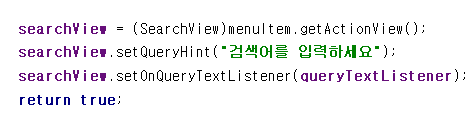 searchView = (SearchView)menuItem.getActionView();
searchView.setQueryHint("검색어를 입력하세요");
searchView.setOnQueryTextListener(queryTextListener);
return true;